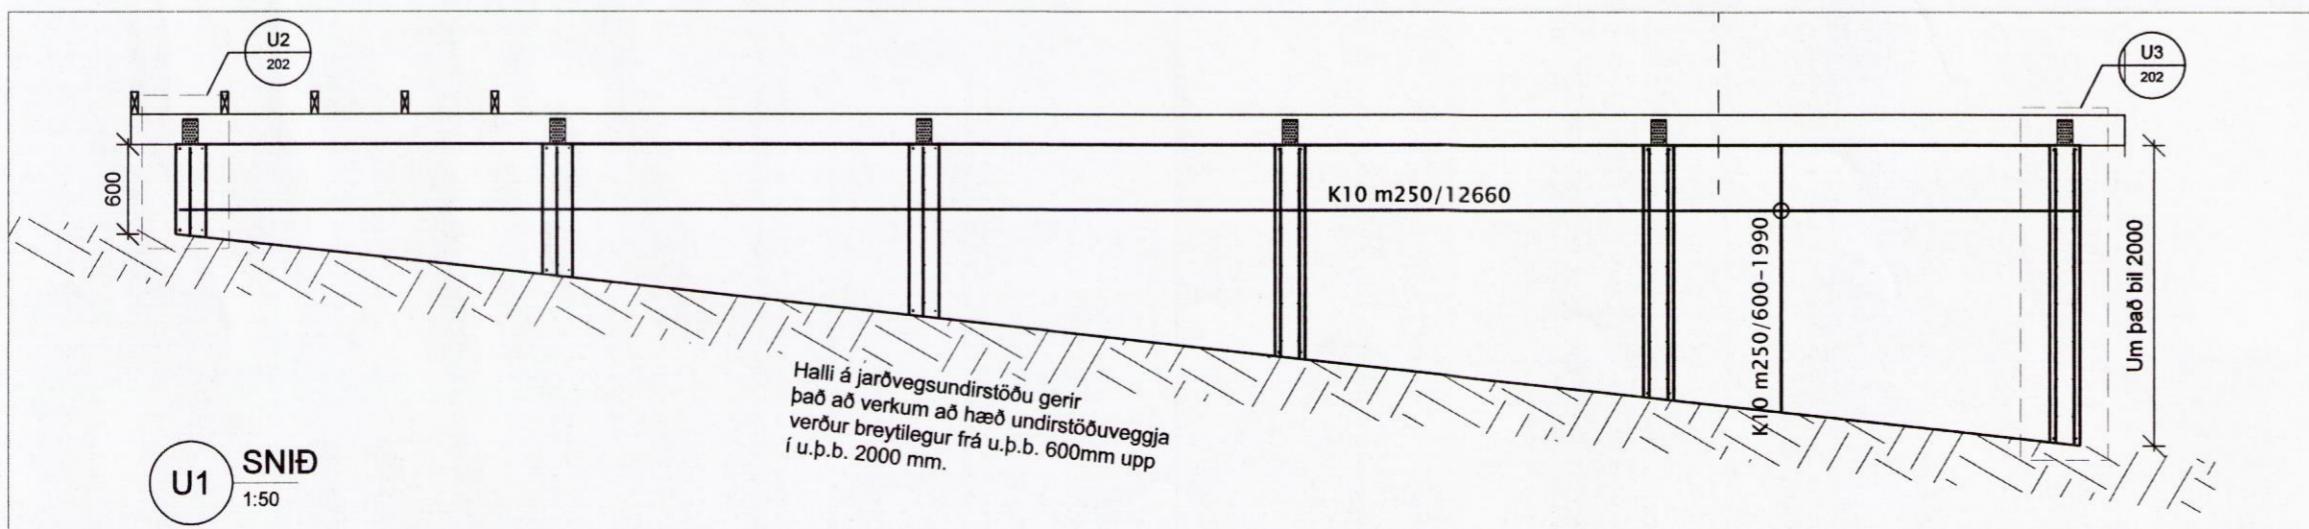 U2
202
U3
202
600
K10 m250/12660
K10 m250/600-1990
Um það bil 2000
Halli á jarðvegsundirstöðu gerir
það að verkum að hæð undirstöðuveggja
verður breytilegur frá u.þ.b. 600mm upp
í u.þ.b. 2000 mm.
U1
SNIÐ
1:50